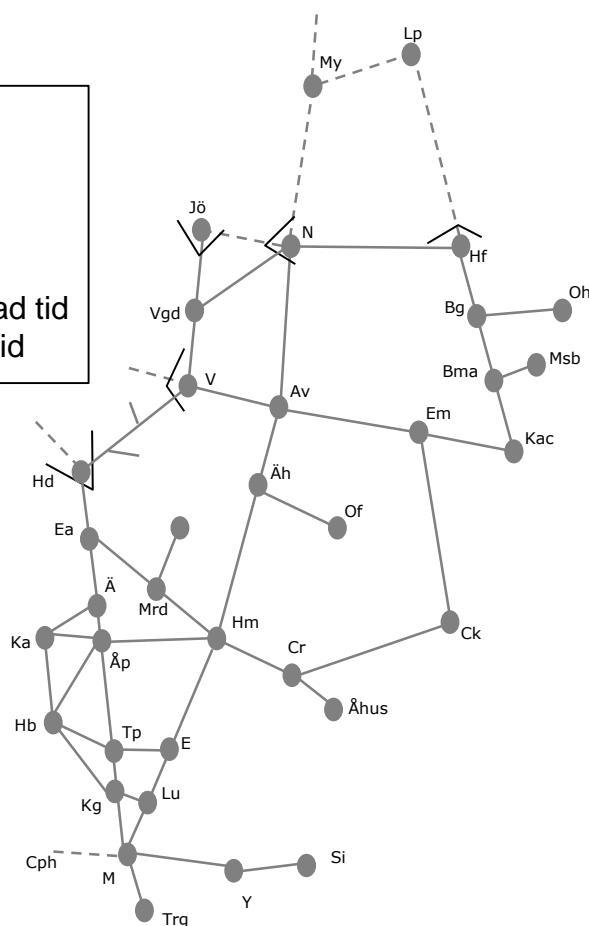 Lp
My
Jö
N
Hf
ad tid
id
Vgd
Bg
Oh
V
Bma
Msb
Av
Em
Kac
Hd
Äh
Of
Ea
Ä
Mrd
Hm
Ka
Åp
Cr
Ck
Åhus
Hb
Tp
E
Kg
Lu
Cph
M
Si
Y
Trg